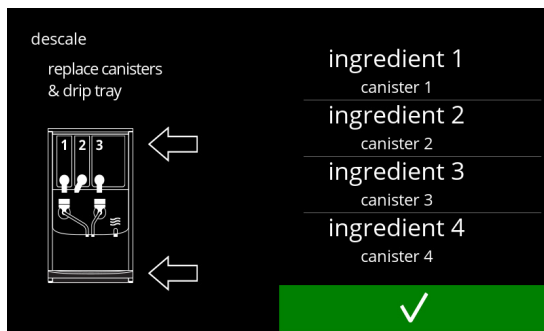 descale
replace canisters
& drip tray
1 2 3
ingredient 1
canister 1
ingredient 2
canister 2
ingredient 3
canister 3
ingredient 4
canister 4